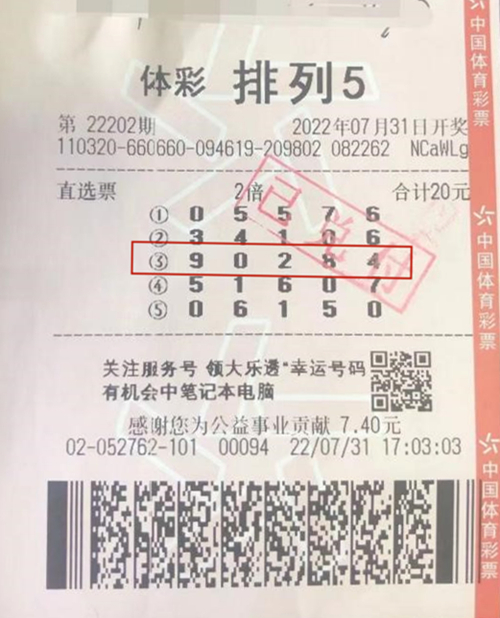 体彩 排列5
第 22202期 2022年07月31日开奖
110320-660660-094619-209802 082262 NCaWLg
直选票 2倍 合计20元
① 0 5 5 7 6
② 3 4 1 0 6
③ 9 0 2 8 4
④ 5 1 6 0 7
⑤ 0 6 1 5 0
已兑付
关注服务号 领大乐透“幸运号码
有机会中笔记本电脑
感谢您为公益事业贡献 7.40元
02-052762-101 00094 22/07/31 17:03:03
中国体育彩票
中国体育彩票
中国体育彩票